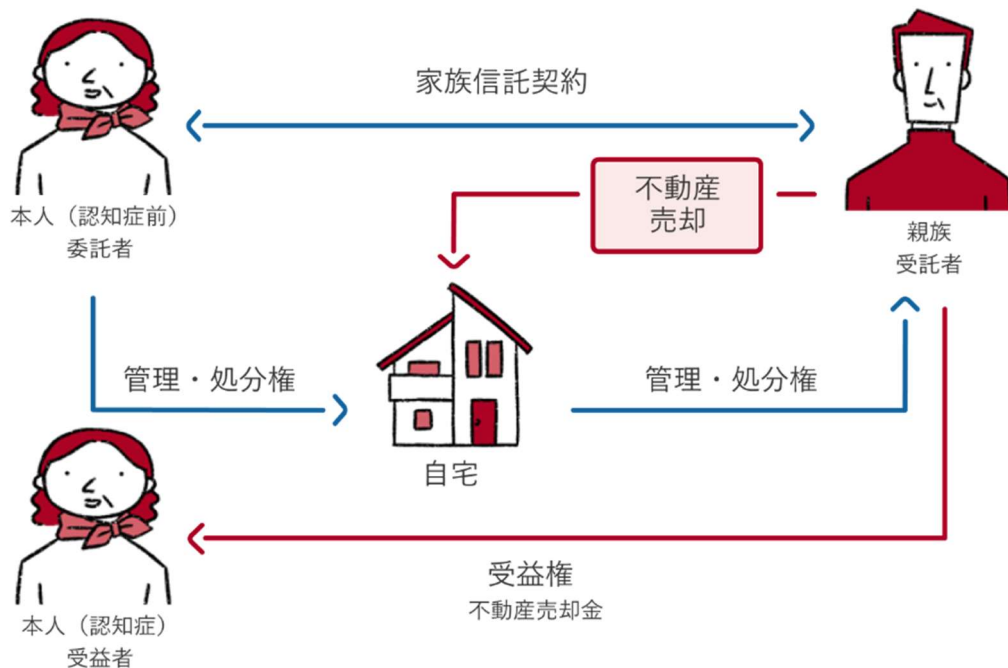 家族信託契約
不動産
売却
本人（認知症前）
委託者
親族
受託者
管理・処分権
管理・処分権
自宅
受益権
不動産売却金
本人（認知症）
受益者